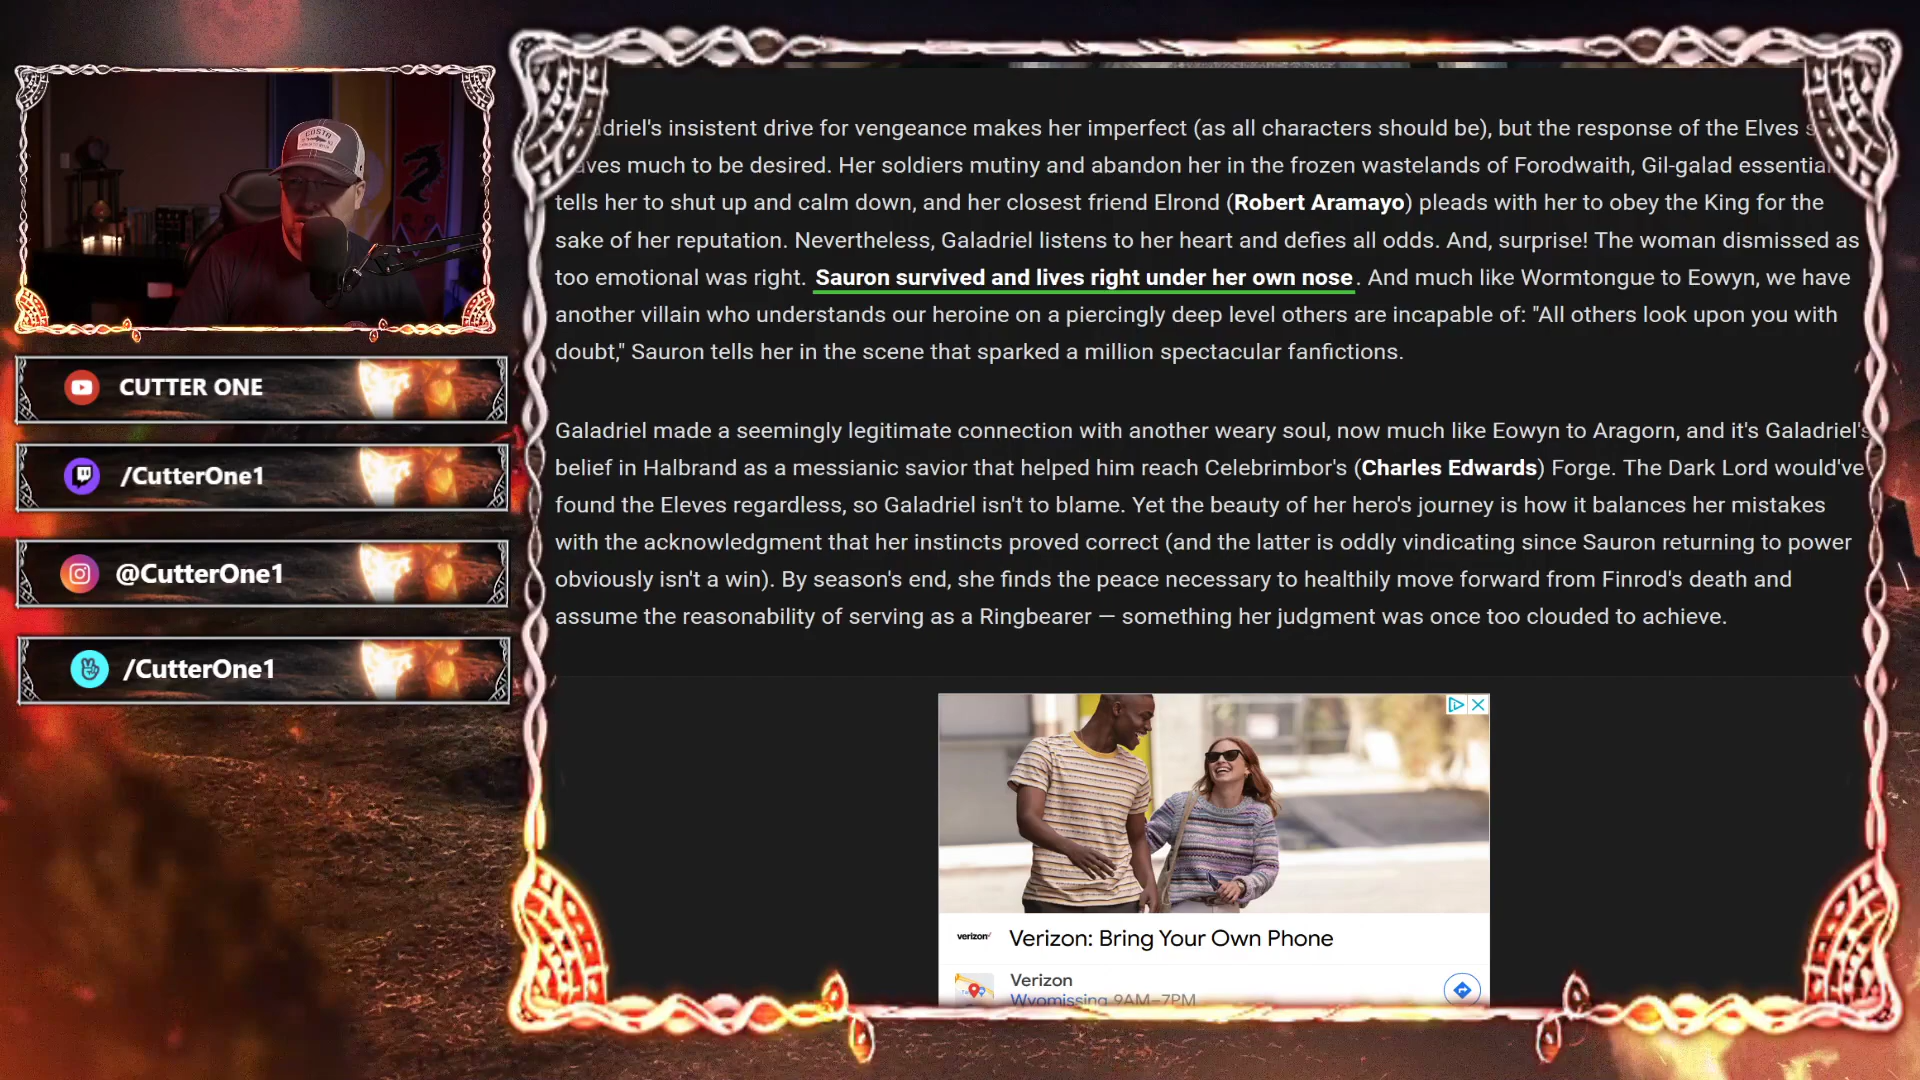 COSTA
CUTTER ONE
/CutterOne1
@CutterOne1
/CutterOne1
driel's insistent drive for vengeance makes her imperfect (as all characters should be), but the response of the Elves s
aves much to be desired. Her soldiers mutiny and abandon her in the frozen wastelands of Forodwaith, Gil-galad essential
tells her to shut up and calm down, and her closest friend Elrond (Robert Aramayo) pleads with her to obey the King for the
sake of her reputation. Nevertheless, Galadriel listens to her heart and defies all odds. And, surprise! The woman dismissed as
too emotional was right. Sauron survived and lives right under her own nose. And much like Wormtongue to Eowyn, we have
another villain who understands our heroine on a piercingly deep level others are incapable of: "All others look upon you with
doubt," Sauron tells her in the scene that sparked a million spectacular fanfictions.
Galadriel made a seemingly legitimate connection with another weary soul, now much like Eowyn to Aragorn, and it's Galadriel's
belief in Halbrand as a messianic savior that helped him reach Celebrimbor's (Charles Edwards) Forge. The Dark Lord would've
found the Eleves regardless, so Galadriel isn't to blame. Yet the beauty of her hero's journey is how it balances her mistakes
with the acknowledgment that her instincts proved correct (and the latter is oddly vindicating since Sauron returning to power
obviously isn't a win). By season's end, she finds the peace necessary to healthily move forward from Finrod's death and
assume the reasonability of serving as a Ringbearer — something her judgment was once too clouded to achieve.
verizon
Verizon: Bring Your Own Phone
Verizon
Wyomissing 9AM–7PM